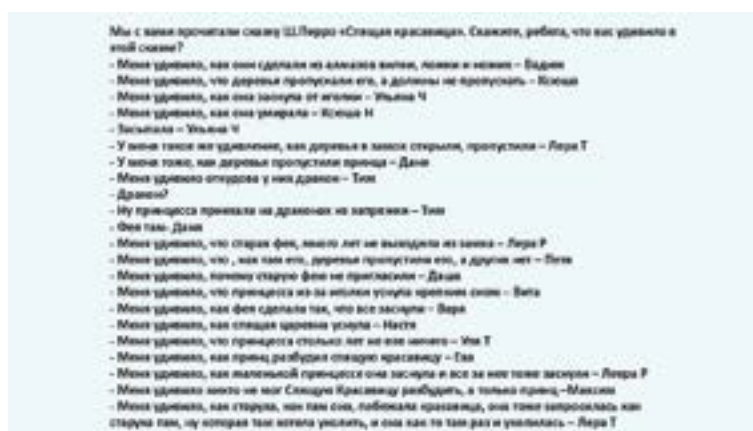 Мы с вами прочитали сказку Ш.Перро «Спящая красавица». Скажите, ребята, что вас удивило в
этой сказке?
- Меня удивило, как они сделали из алмазов вилки, ложки и ножик – Вадим
- Меня удивило, что деревья пропускали его, а должны не пропускать – Ксюша
- Меня удивило, как она заснула от иголки – Ульяна Ч
- Меня удивило, как она умирала – Ксюша Н
- Засыпала – Ульяна Ч
- У меня такое же удивление, как деревья в замок открыли, пропустили – Лера Т
- У меня тоже, как деревья пропустили принца – Даня
- Меня удивило откудова у них дракон – Тим
- Дракон?
- Ну принцесса приехала на драконах из запряжки – Тим
- Фея там- Даня
- Меня удивило, что старая фея, много лет не выходила из замка – Лера Р
- Меня удивило, что , как там его, деревья пропустили его, а других нет – Петя
- Меня удивило, почему старую фею не пригласили – Даша
- Меня удивило, что принцесса из-за иголки уснула крепким сном – Вита
- Меня удивило, как фея сделала так, что все заснули – Варя
- Меня удивило, как спящая царевна уснула – Настя
- Меня удивило, что принцесса столько лет не ела ничего – Уля Т
- Меня удивило, как принц разбудил спящую красавицу – Ева
- Меня удивило, как маленькой принцессе она заснула и все за нее тоже заснули – Лера Р
- Меня удивило никто не мог Спящую Красавицу разбудить, а только принц –Максим
- Меня удивило, как старуха, как там она, побежала красавица, она тоже запросилась как
старуха там, ну которая там хотела уколить, и она как то там раз и укололась – Лера Т